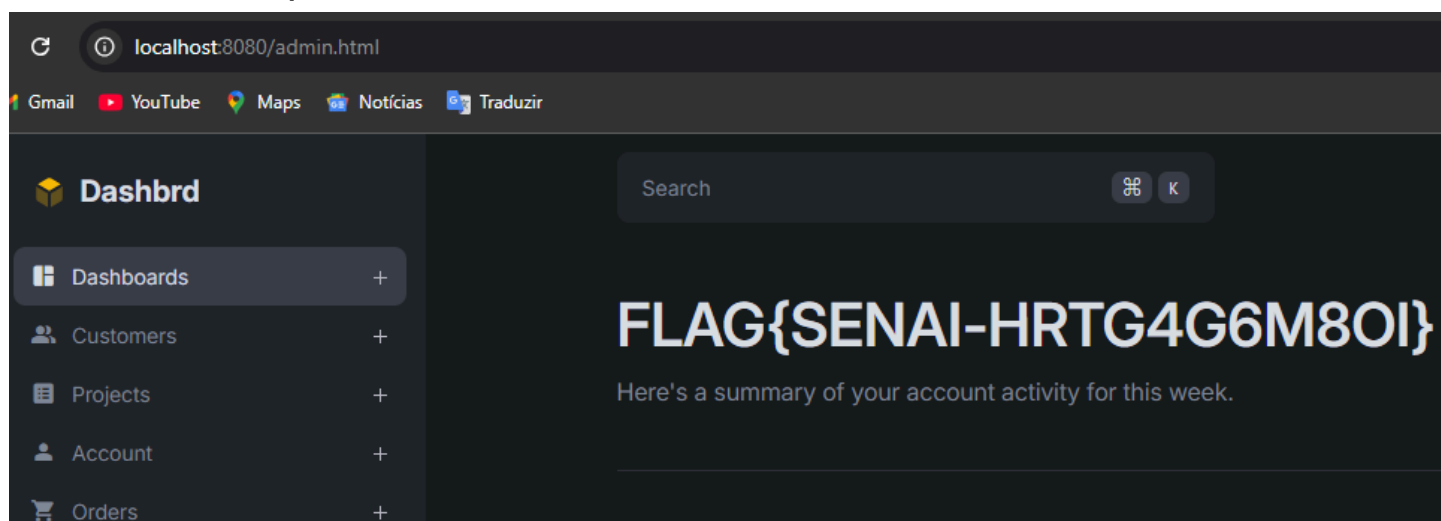 localhost:8080/admin.html
Gmail YouTube Maps Notícias Traduzir
Dashbrd
Search ⌘ K
Dashboards +
FLAG{SENAI-HRTG4G6M8OI}
Customers +
Here's a summary of your account activity for this week.
Projects +
Account +
Orders +